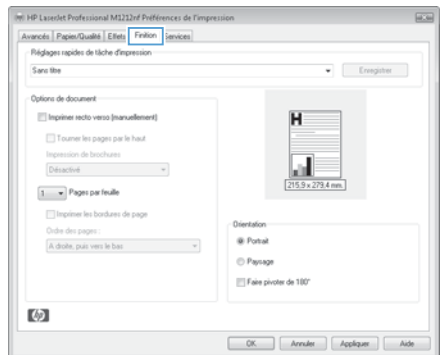 HP LaserJet Professional M1212nf Préférences de l'impression
Avancés Papier/Qualité Effets Finition Services
Réglages rapides de tâche d'impression
Sans titre Enregistrer
Options de document
Imprimer recto verso (manuellement)
Tourner les pages par le haut
Impression de brochures
Désactivé
1 Pages par feuille
Imprimer les bordures de page
Ordre des pages :
A droite, puis vers le bas
H
215,9 x 279,4 mm.
Orientation
Portrait
Paysage
Faire pivoter de 180°
hp
OK Annuler Appliquer Aide